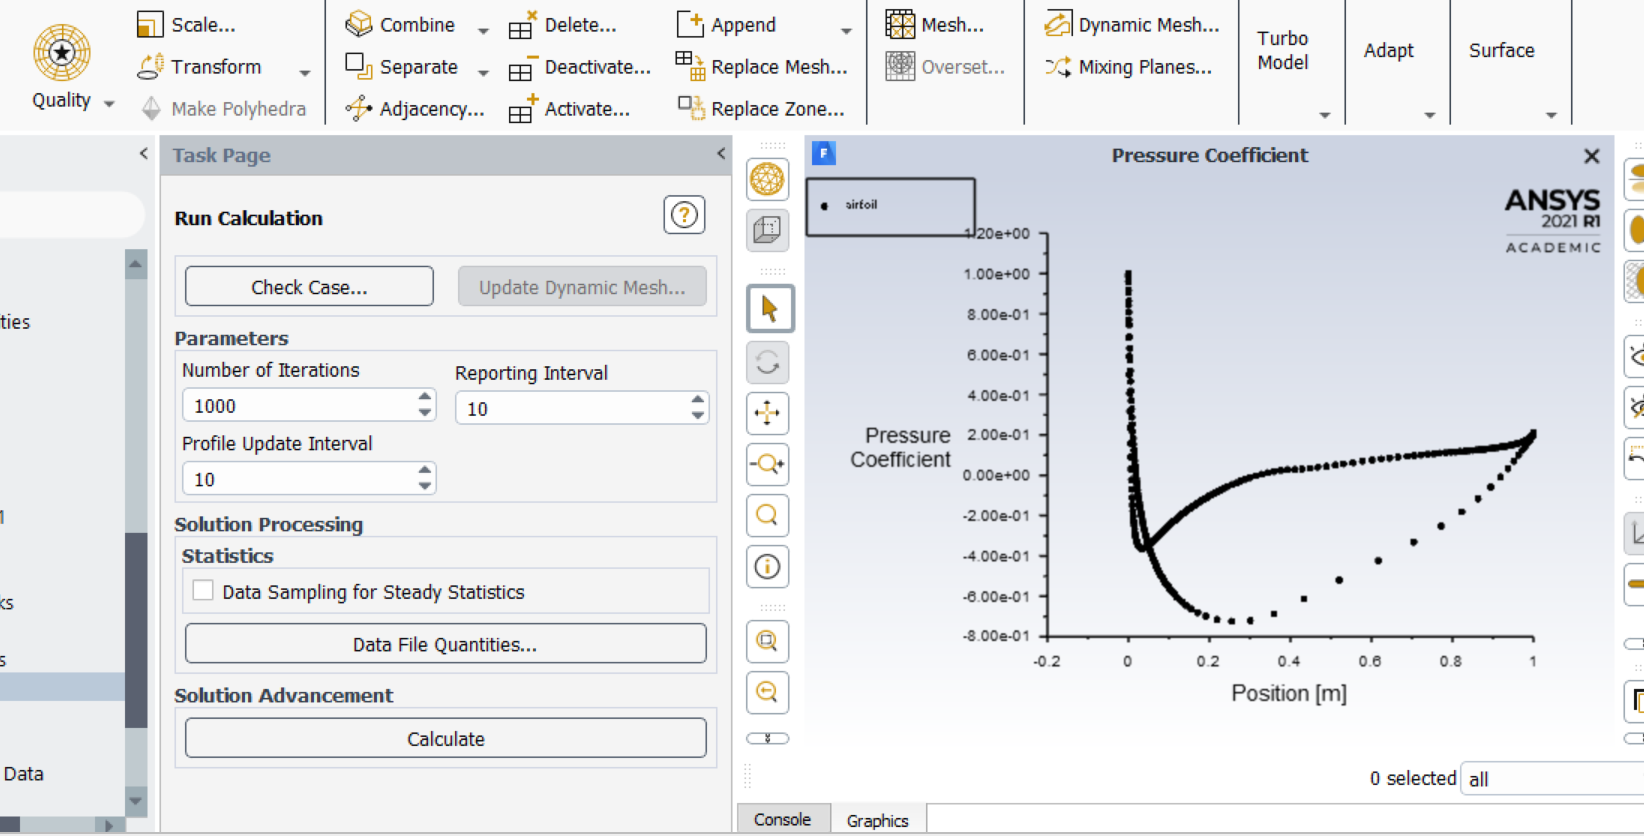 Quality
Scale...
Transform
Make Polyhedra
Combine
Separate
Adjacency...
Delete...
Deactivate...
Activate...
Append
Replace Mesh...
Replace Zone...
Mesh...
Overset...
Dynamic Mesh...
Mixing Planes...
Turbo
Model
Adapt
Surface
ties
ks
s
Data
Task Page
Run Calculation
Check Case...
Update Dynamic Mesh...
Parameters
Number of Iterations
Reporting Interval
1000
10
Profile Update Interval
10
Solution Processing
Statistics
Data Sampling for Steady Statistics
Data File Quantities...
Solution Advancement
Calculate
F
Pressure Coefficient
airfoil
ANSYS
2021 R1
ACADEMIC
1.20e+00
1.00e+00
8.00e-01
6.00e-01
4.00e-01
2.00e-01
0.00e+00
-2.00e-01
-4.00e-01
-6.00e-01
-8.00e-01
Pressure
Coefficient
-0.2
0
0.2
0.4
0.6
0.8
1
Position [m]
0 selected
all
Console
Graphics